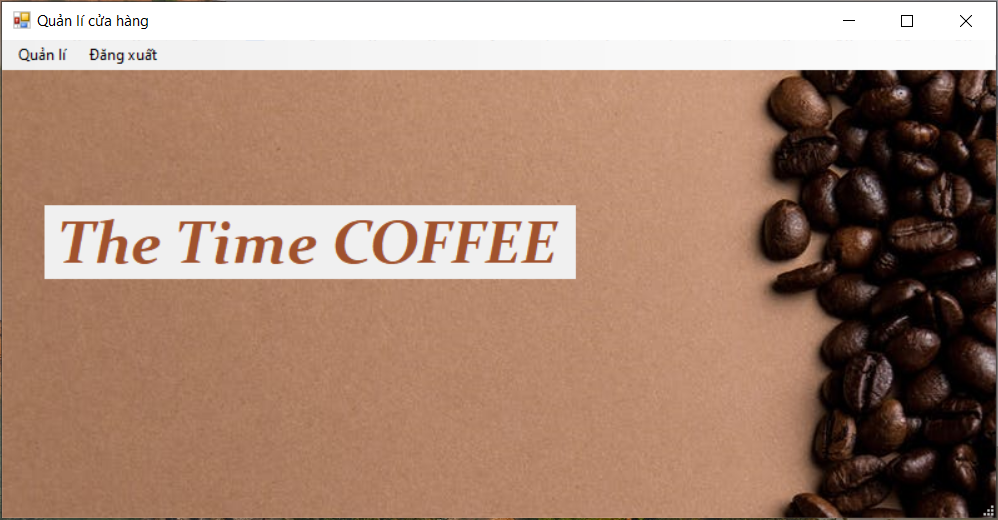 Quản lí cửa hàng
Quản lí Đăng xuất
The Time COFFEE